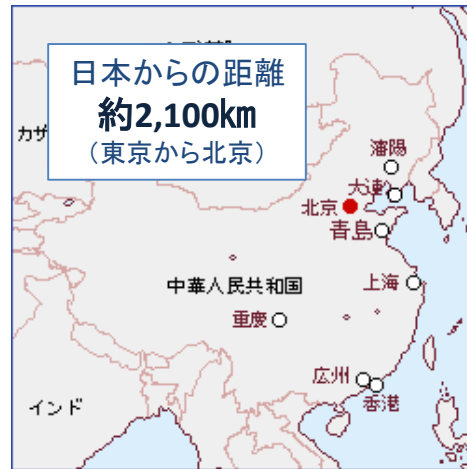 日本からの距離
約2,100㎞
（東京から北京）
カザ
瀋陽
大連
北京
青島
中華人民共和国
上海
重慶
広州
香港
インド